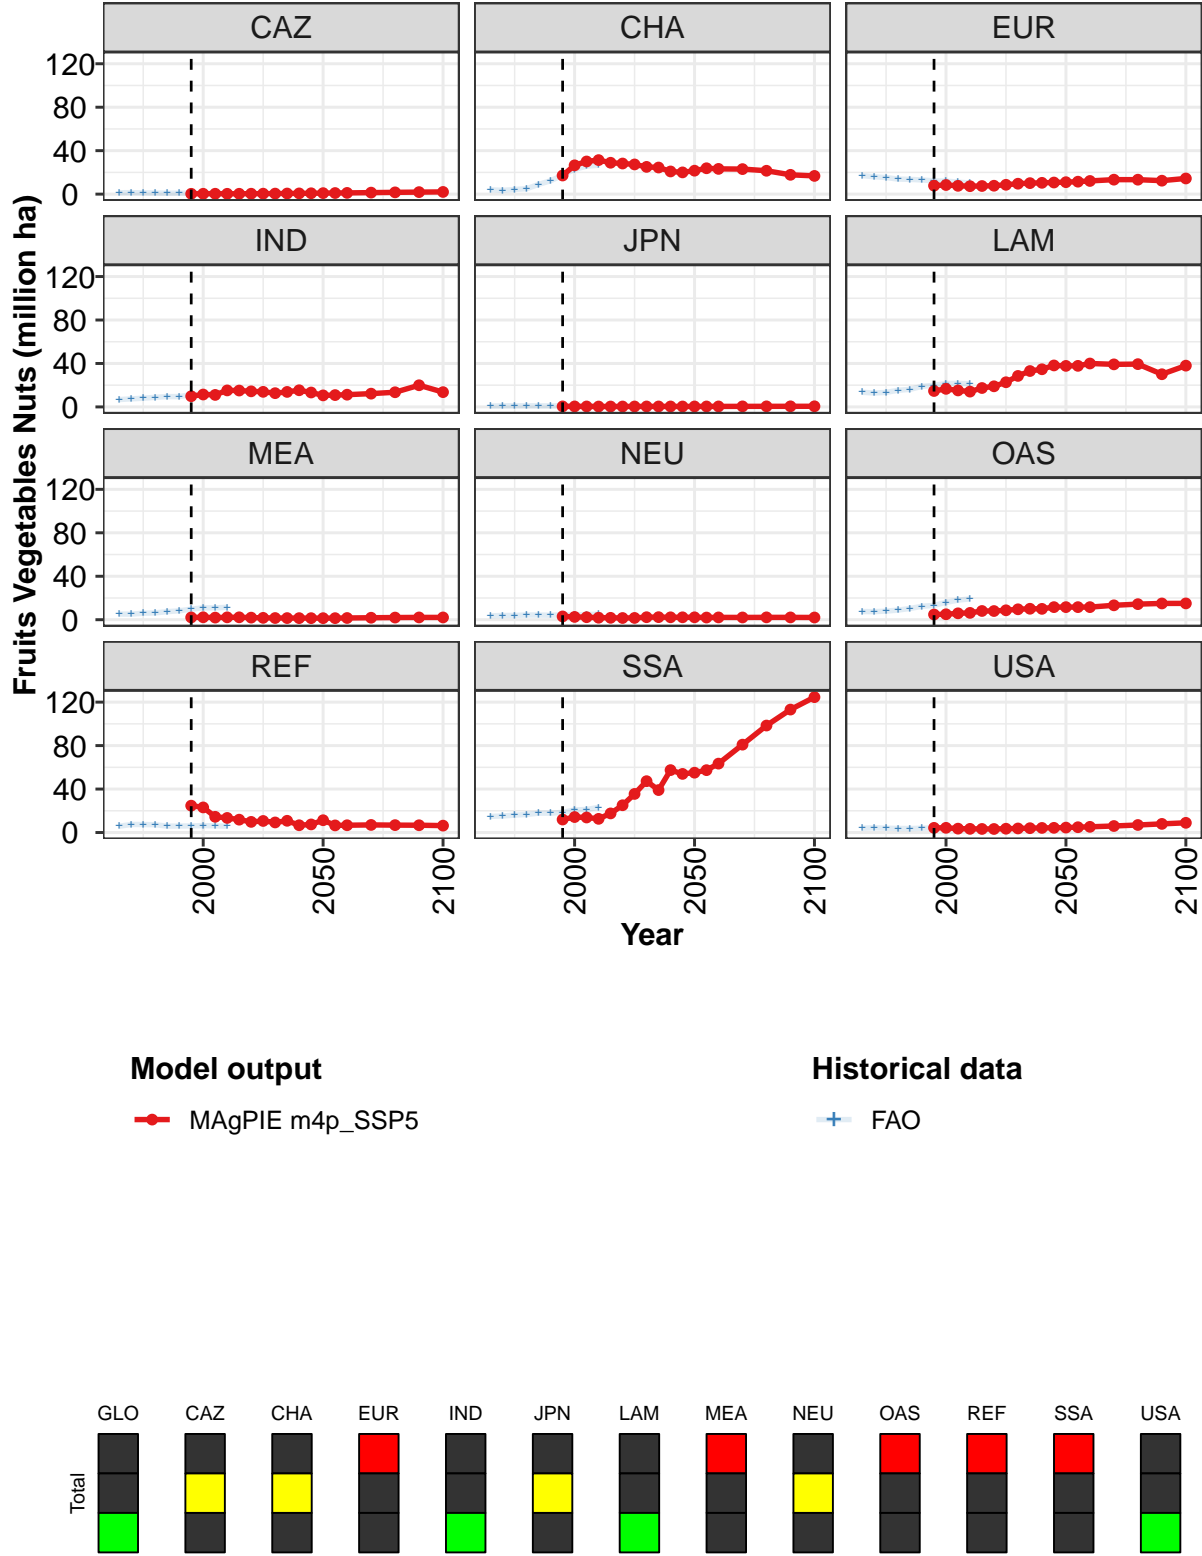 CAZ CHA EUR
120
80
40
0
IND JPN LAM
120
80
40
0
MEA NEU OAS
120
80
40
0
REF SSA USA
120
80
40
0
Fruits Vegetables Nuts (million ha)
2000 2050 2100 2000 2050 2100 2000 2050 2100
Year
Model output Historical data
MAgPIE m4p_SSP5 FAO
GLO CAZ CHA EUR IND JPN LAM MEA NEU OAS REF SSA USA
Total